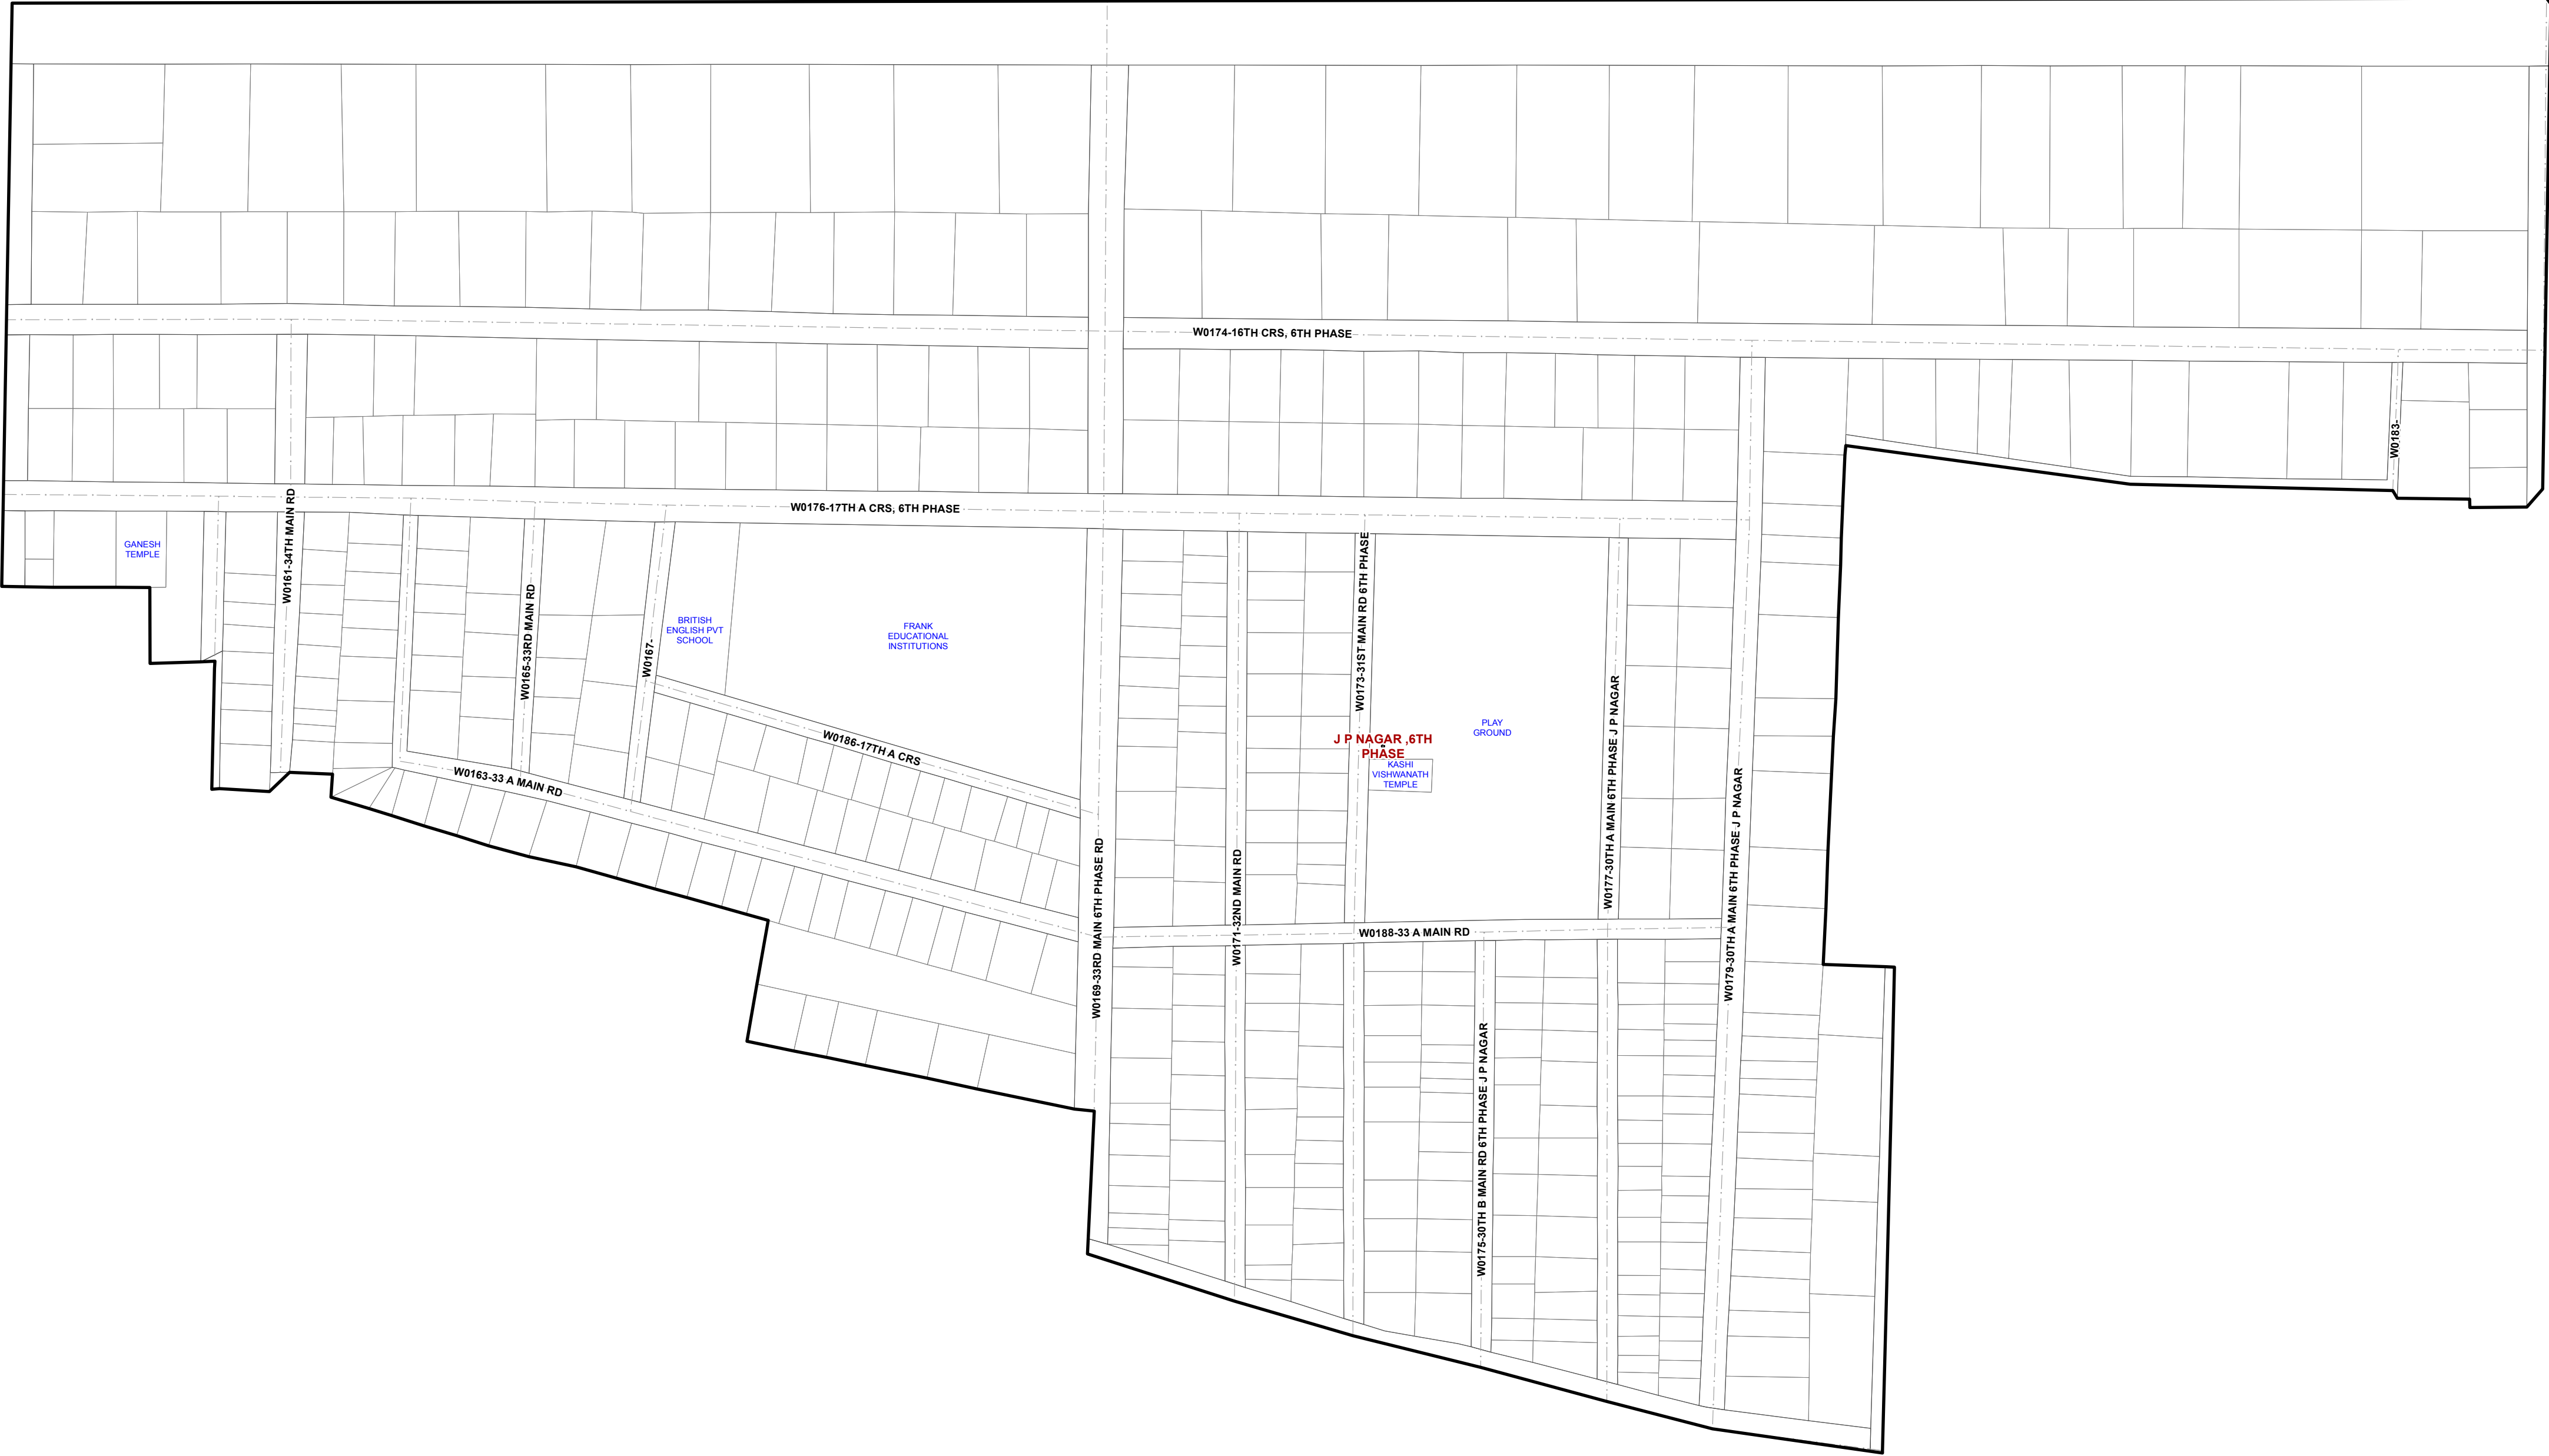 W0174-16TH CRS, 6TH PHASE
W0183-
W0176-17TH A CRS, 6TH PHASE
GANESH
TEMPLE
W0161-34TH MAIN RD
W0165-33RD MAIN RD
W0167-
BRITISH
ENGLISH PVT
SCHOOL
FRANK
EDUCATIONAL
INSTITUTIONS
W0173-31ST MAIN RD 6TH PHASE
W0177-30TH A MAIN 6TH PHASE J P NAGAR
PLAY
GROUND
J P NAGAR ,6TH
PHASE
KASHI
VISHWANATH
TEMPLE
W0186-17TH A CRS
W0163-33 A MAIN RD
W0179-30TH A MAIN 6TH PHASE J P NAGAR
W0169-33RD MAIN 6TH PHASE RD
W0171-32ND MAIN RD
W0188-33 A MAIN RD
W0175-30TH B MAIN RD 6TH PHASE J P NAGAR